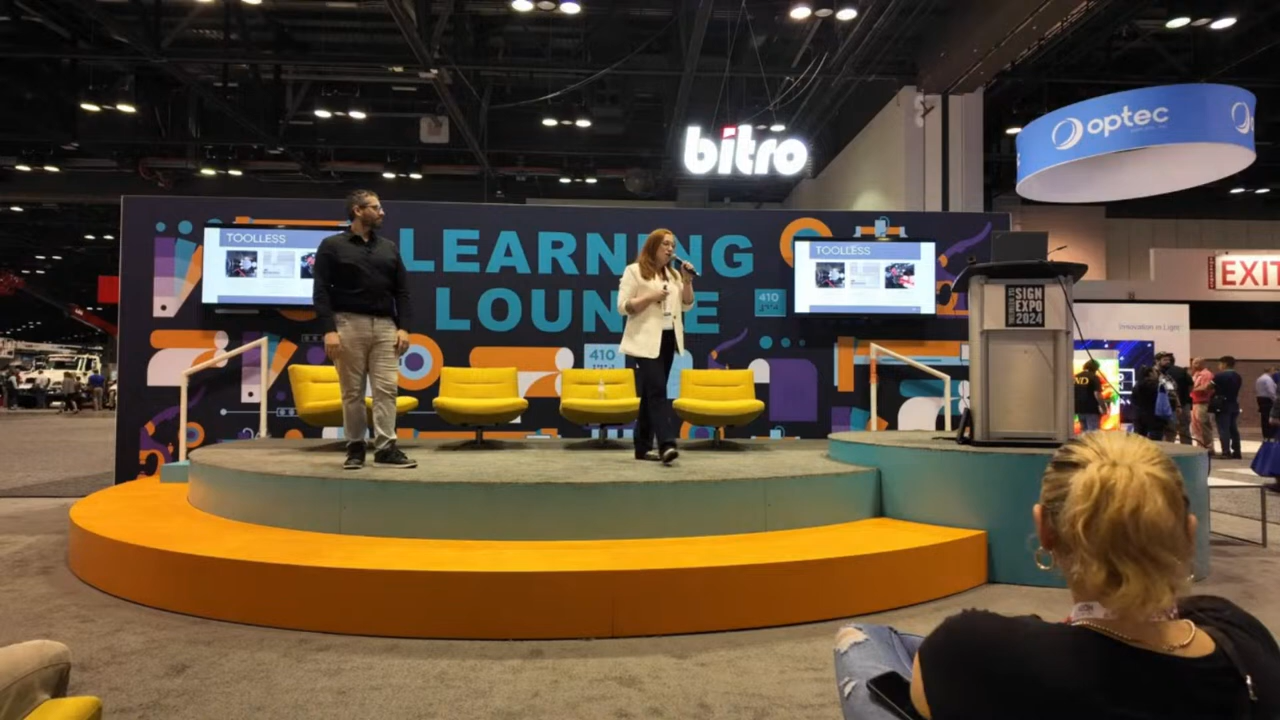 bitro
optec
LEARNING
LOUNGE
TOOLLESS
TOOLLESS
410
410
SIGN
EXPO
2024
EXIT
Innovation in Light